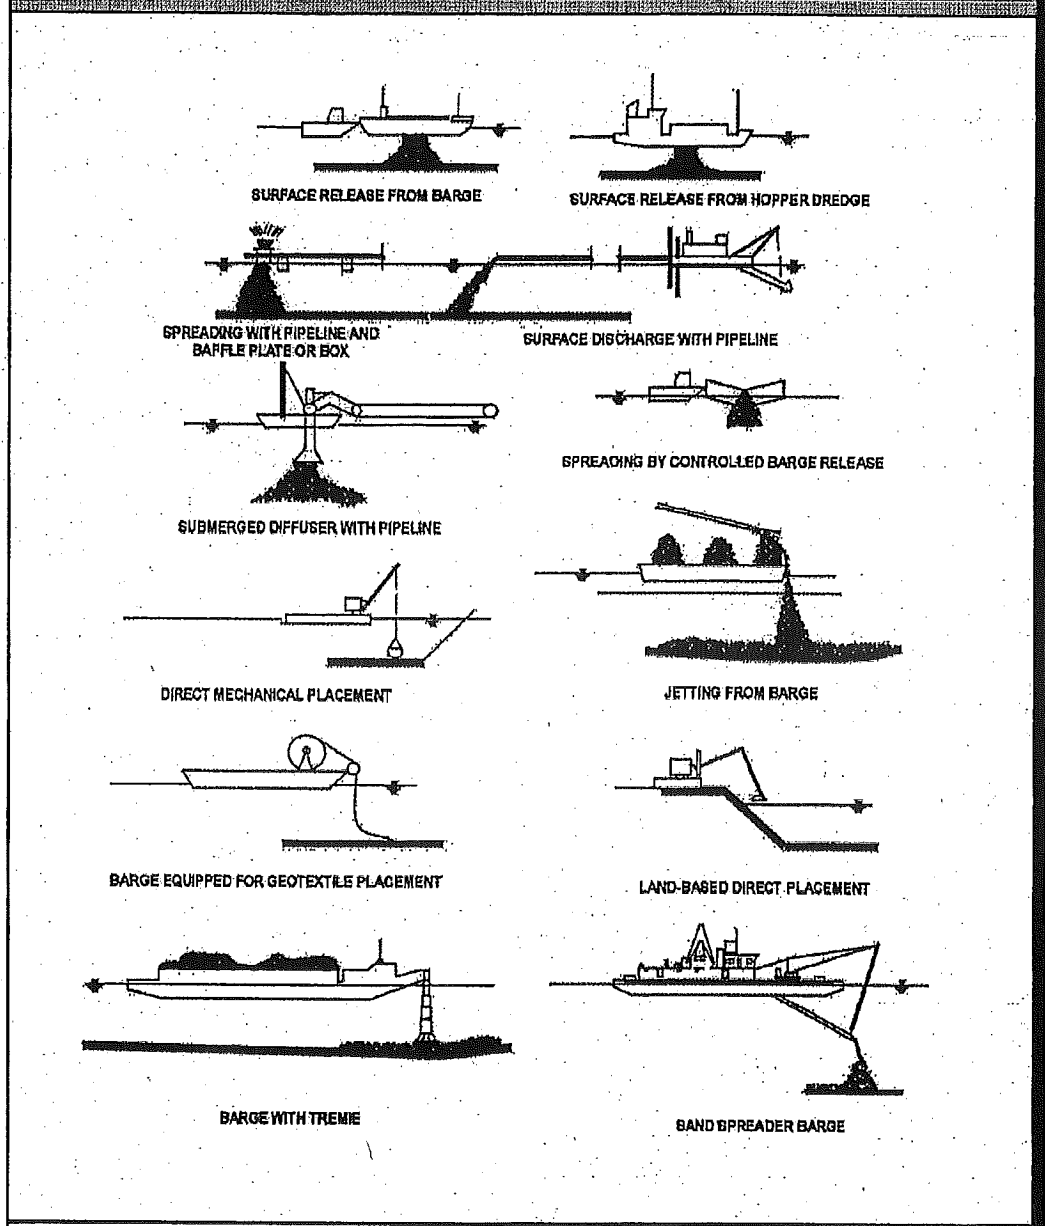 SURFACE RELEASE FROM BARGE
SURFACE RELEASE FROM HOPPER DREDGE
SPREADING WITH PIPELINE AND
BAFFLE PLATE OR BOX
SURFACE DISCHARGE WITH PIPELINE
SPREADING BY CONTROLLED BARGE RELEASE
SUBMERGED DIFFUSER WITH PIPELINE
DIRECT MECHANICAL PLACEMENT
JETTING FROM BARGE
BARGE EQUIPPED FOR GEOTEXTILE PLACEMENT
LAND-BASED DIRECT PLACEMENT
BARGE WITH TREMIE
SAND SPREADER BARGE